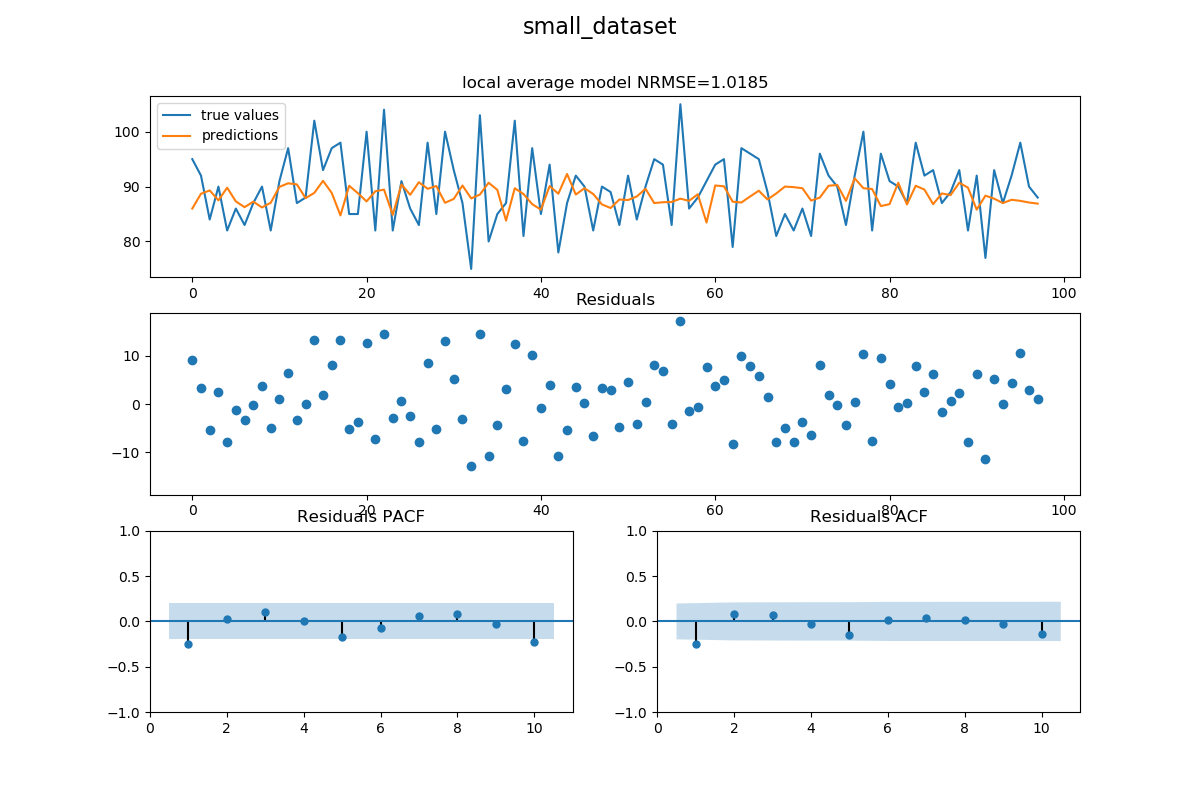 small_dataset
local average model NRMSE=1.0185
true values
predictions
100
90
80
0 20 40 60 80 100
Residuals
10
0
−10
0 20 40 60 80 100
Residuals PACF Residuals ACF
1.0 1.0
0.5 0.5
0.0 0.0
−0.5 −0.5
−1.0 −1.0
0 2 4 6 8 10 0 2 4 6 8 10